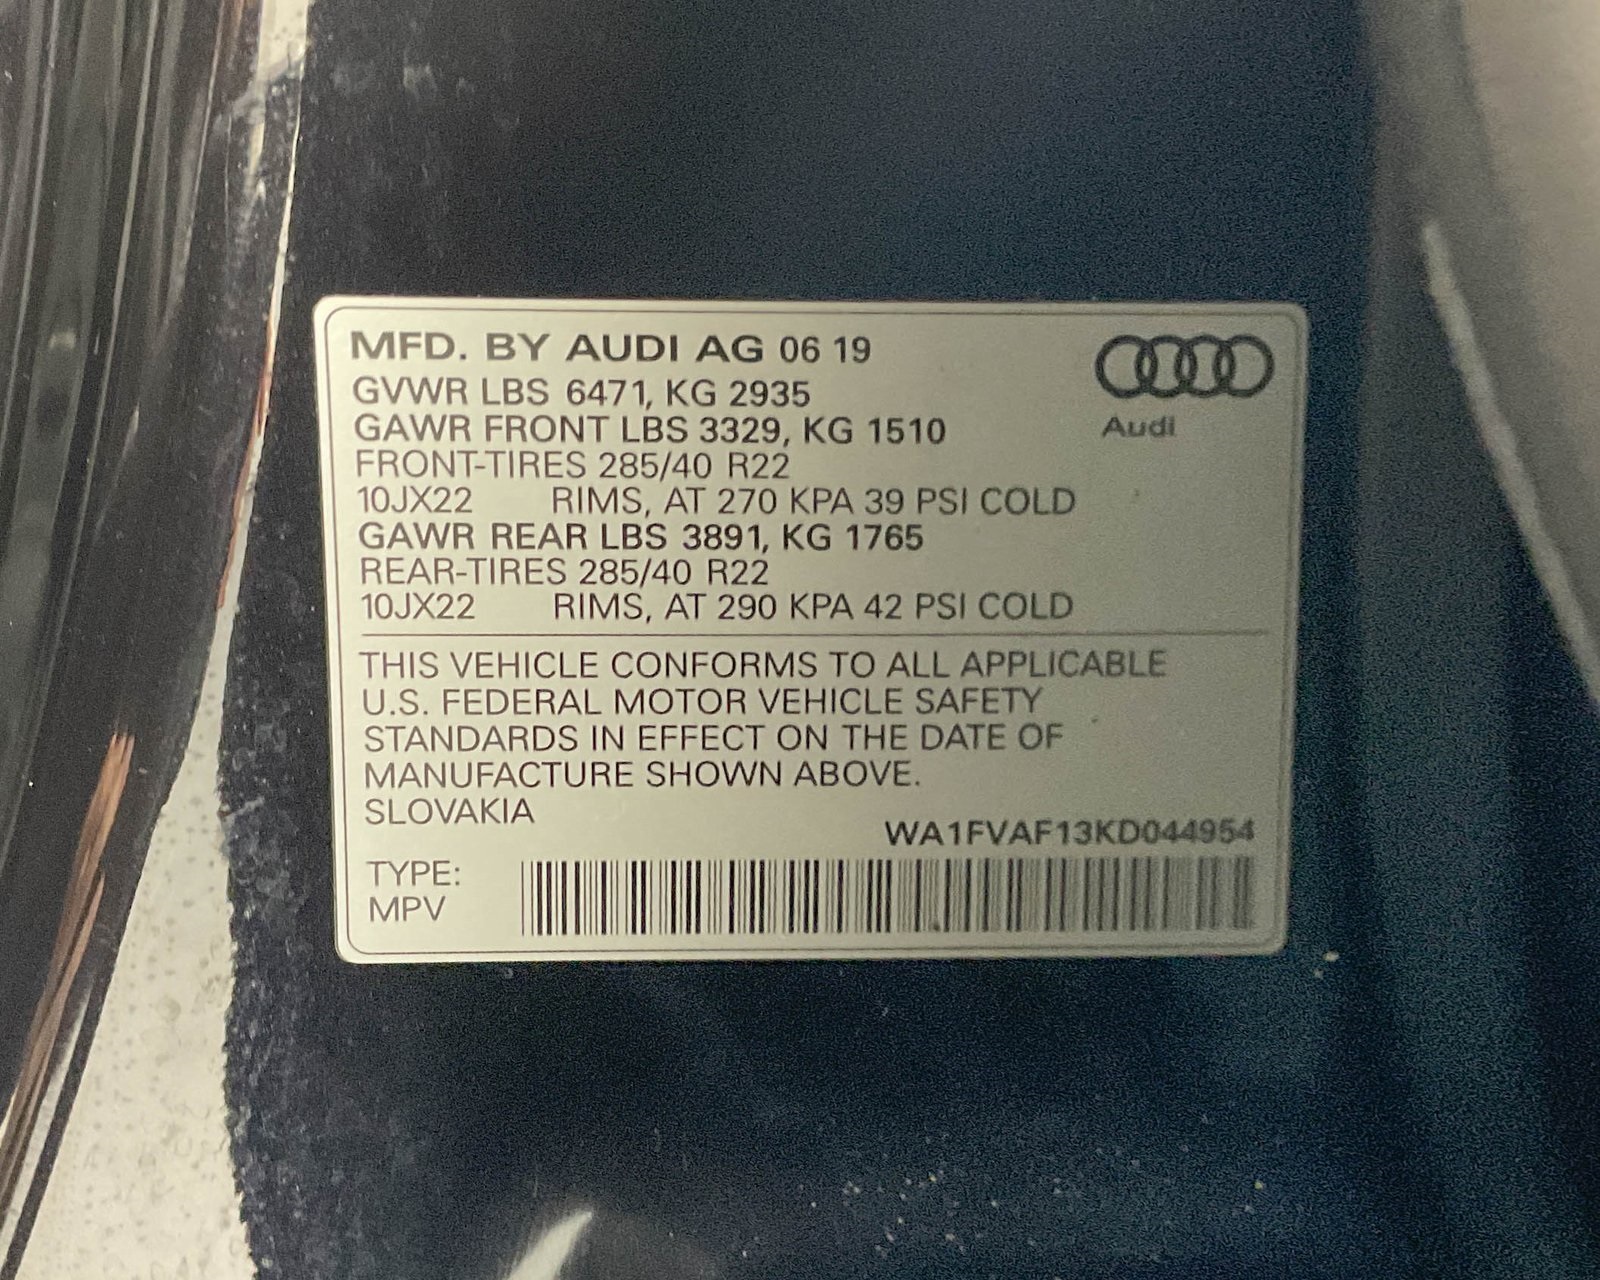 MFD. BY AUDI AG 06 19
GVWR LBS 6471, KG 2935
GAWR FRONT LBS 3329, KG 1510
FRONT-TIRES 285/40 R22
10JX22 RIMS, AT 270 KPA 39 PSI COLD
GAWR REAR LBS 3891, KG 1765
REAR-TIRES 285/40 R22
10JX22 RIMS, AT 290 KPA 42 PSI COLD
Audi
THIS VEHICLE CONFORMS TO ALL APPLICABLE
U.S. FEDERAL MOTOR VEHICLE SAFETY
STANDARDS IN EFFECT ON THE DATE OF
MANUFACTURE SHOWN ABOVE.
SLOVAKIA
WA1FVAF13KD044954
TYPE:
MPV